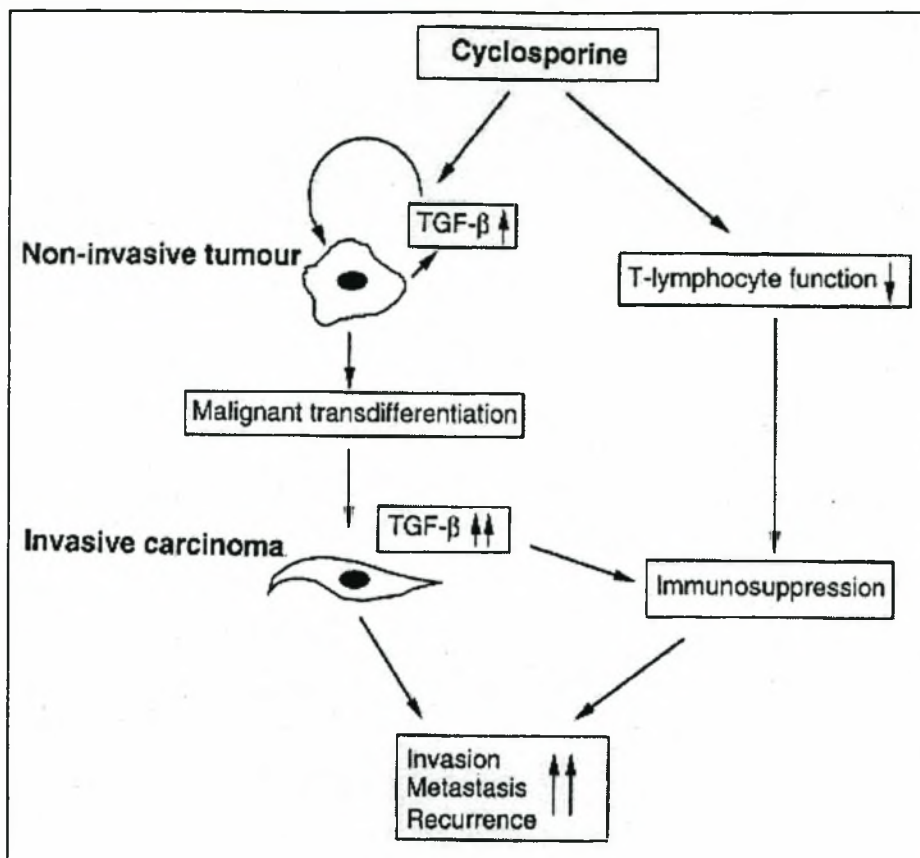 Cyclosporine
TGF-β ↑
Non-invasive tumour
T-lymphocyte function ↓
Malignant transdifferentiation
TGF-β ↑↑
Invasive carcinoma
Immunosuppression
Invasion
Metastasis ↑↑
Recurrence